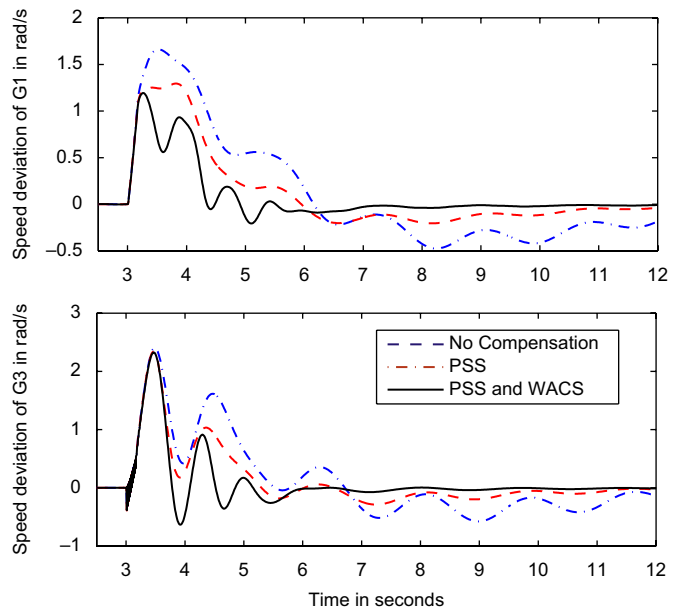 2
1.5
1
0.5
0
–0.5
Speed deviation of G1 in rad/s
3 4 5 6 7 8 9 10 11 12
3
2
1
0
–1
Speed deviation of G3 in rad/s
No Compensation
PSS
PSS and WACS
3 4 5 6 7 8 9 10 11 12
Time in seconds